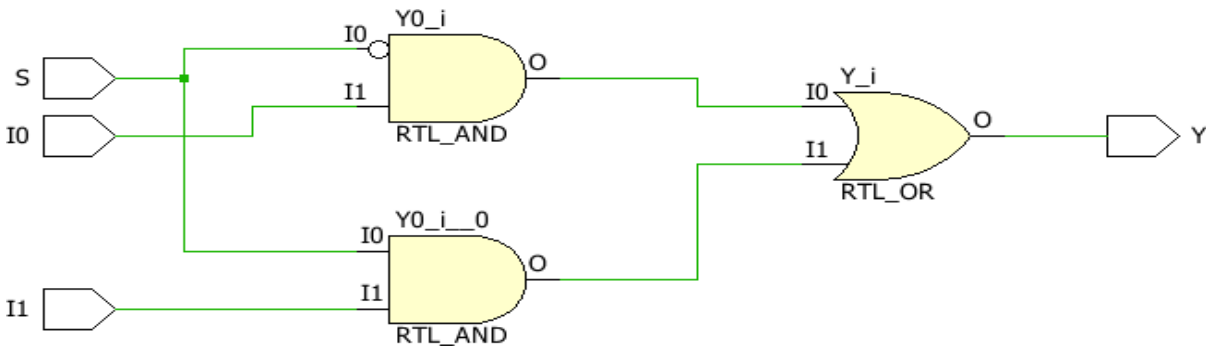 Y0_i
I0
S
O
Y_i
I1
I0
I0
RTL_AND
O
Y
I1
Y0_i__0
RTL_OR
I0
O
I1
I1
RTL_AND